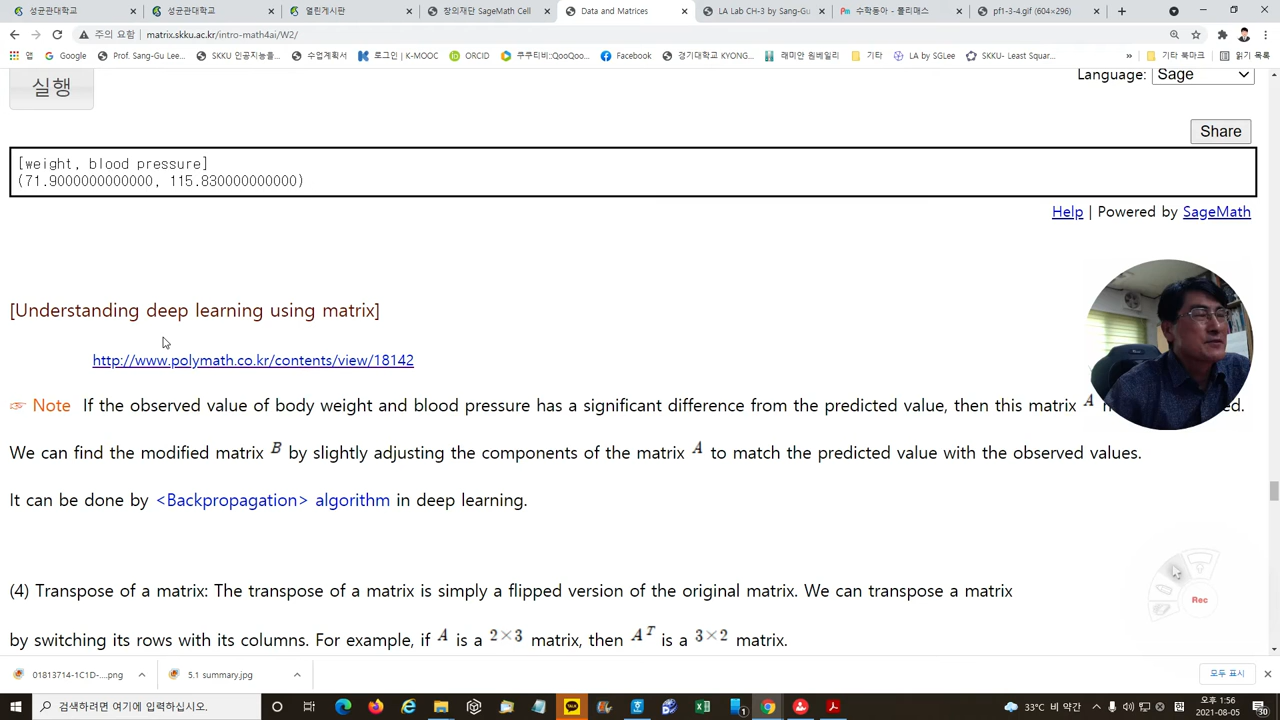 성균관대학교
성균관대학교
열린게시판
창의재단 SageMath Cell
Data and Matrices
LA Lab CH-3 by Sang-Gu
수학동아 - 폴리매스
pf1-3-4.gif (604×296)
주의 요함 | matrix.skku.ac.kr/intro-math4ai/W2/
앱 Google Prof. Sang-Gu Lee... SKKU 인공지능을... 수업계획서 로그인 | K-MOOC ORCID 쿠쿠티비::QooQoo... Facebook 경기대학교 KYONG... 래미안 원베일리 기타 LA by SGLee SKKU- Least Squar... » 기타 북마크 읽기 목록
실행
Language: Sage
Share
[weight, blood pressure]
(71.9000000000000, 115.830000000000)
Help | Powered by SageMath
[Understanding deep learning using matrix]
http://www.polymath.co.kr/contents/view/18142
☞ Note If the observed value of body weight and blood pressure has a significant difference from the predicted value, then this matrix A
We can find the modified matrix B by slightly adjusting the components of the matrix A to match the predicted value with the observed values.
It can be done by <Backpropagation> algorithm in deep learning.
(4) Transpose of a matrix: The transpose of a matrix is simply a flipped version of the original matrix. We can transpose a matrix
by switching its rows with its columns. For example, if A is a 2×3 matrix, then A^T is a 3×2 matrix.
Rec
01813714-1C1D-....png
5.1 summary.jpg
모두 표시
검색하려면 여기에 입력하십시오.
TALK
33°C 비 약간
오후 1:56
2021-08-05
30